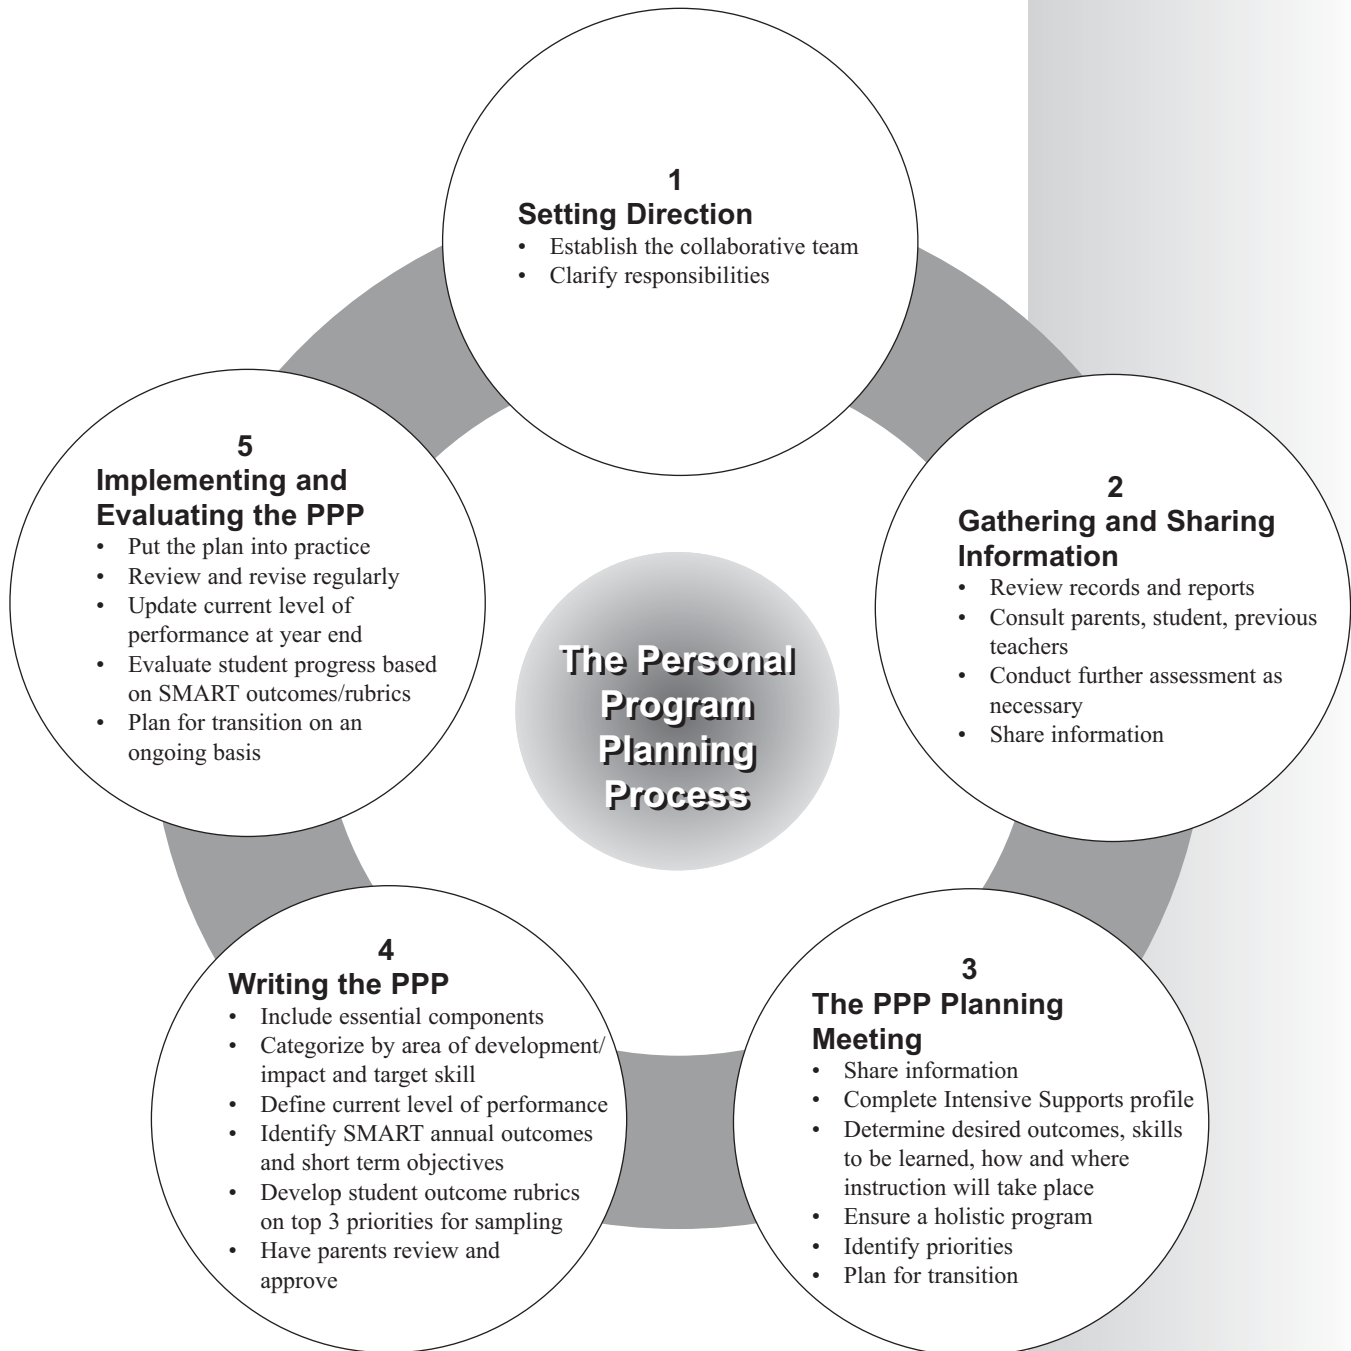 1
Setting Direction
• Establish the collaborative team
• Clarify responsibilities
2
Gathering and Sharing
Information
• Review records and reports
• Consult parents, student, previous
teachers
• Conduct further assessment as
necessary
• Share information
3
The PPP Planning
Meeting
• Share information
• Complete Intensive Supports profile
• Determine desired outcomes, skills
to be learned, how and where
instruction will take place
• Ensure a holistic program
• Identify priorities
• Plan for transition
4
Writing the PPP
• Include essential components
• Categorize by area of development/
impact and target skill
• Define current level of performance
• Identify SMART annual outcomes
and short term objectives
• Develop student outcome rubrics
on top 3 priorities for sampling
• Have parents review and
approve
5
Implementing and
Evaluating the PPP
• Put the plan into practice
• Review and revise regularly
• Update current level of
performance at year end
• Evaluate student progress based
on SMART outcomes/rubrics
• Plan for transition on an
ongoing basis
The Personal
Program
Planning
Process